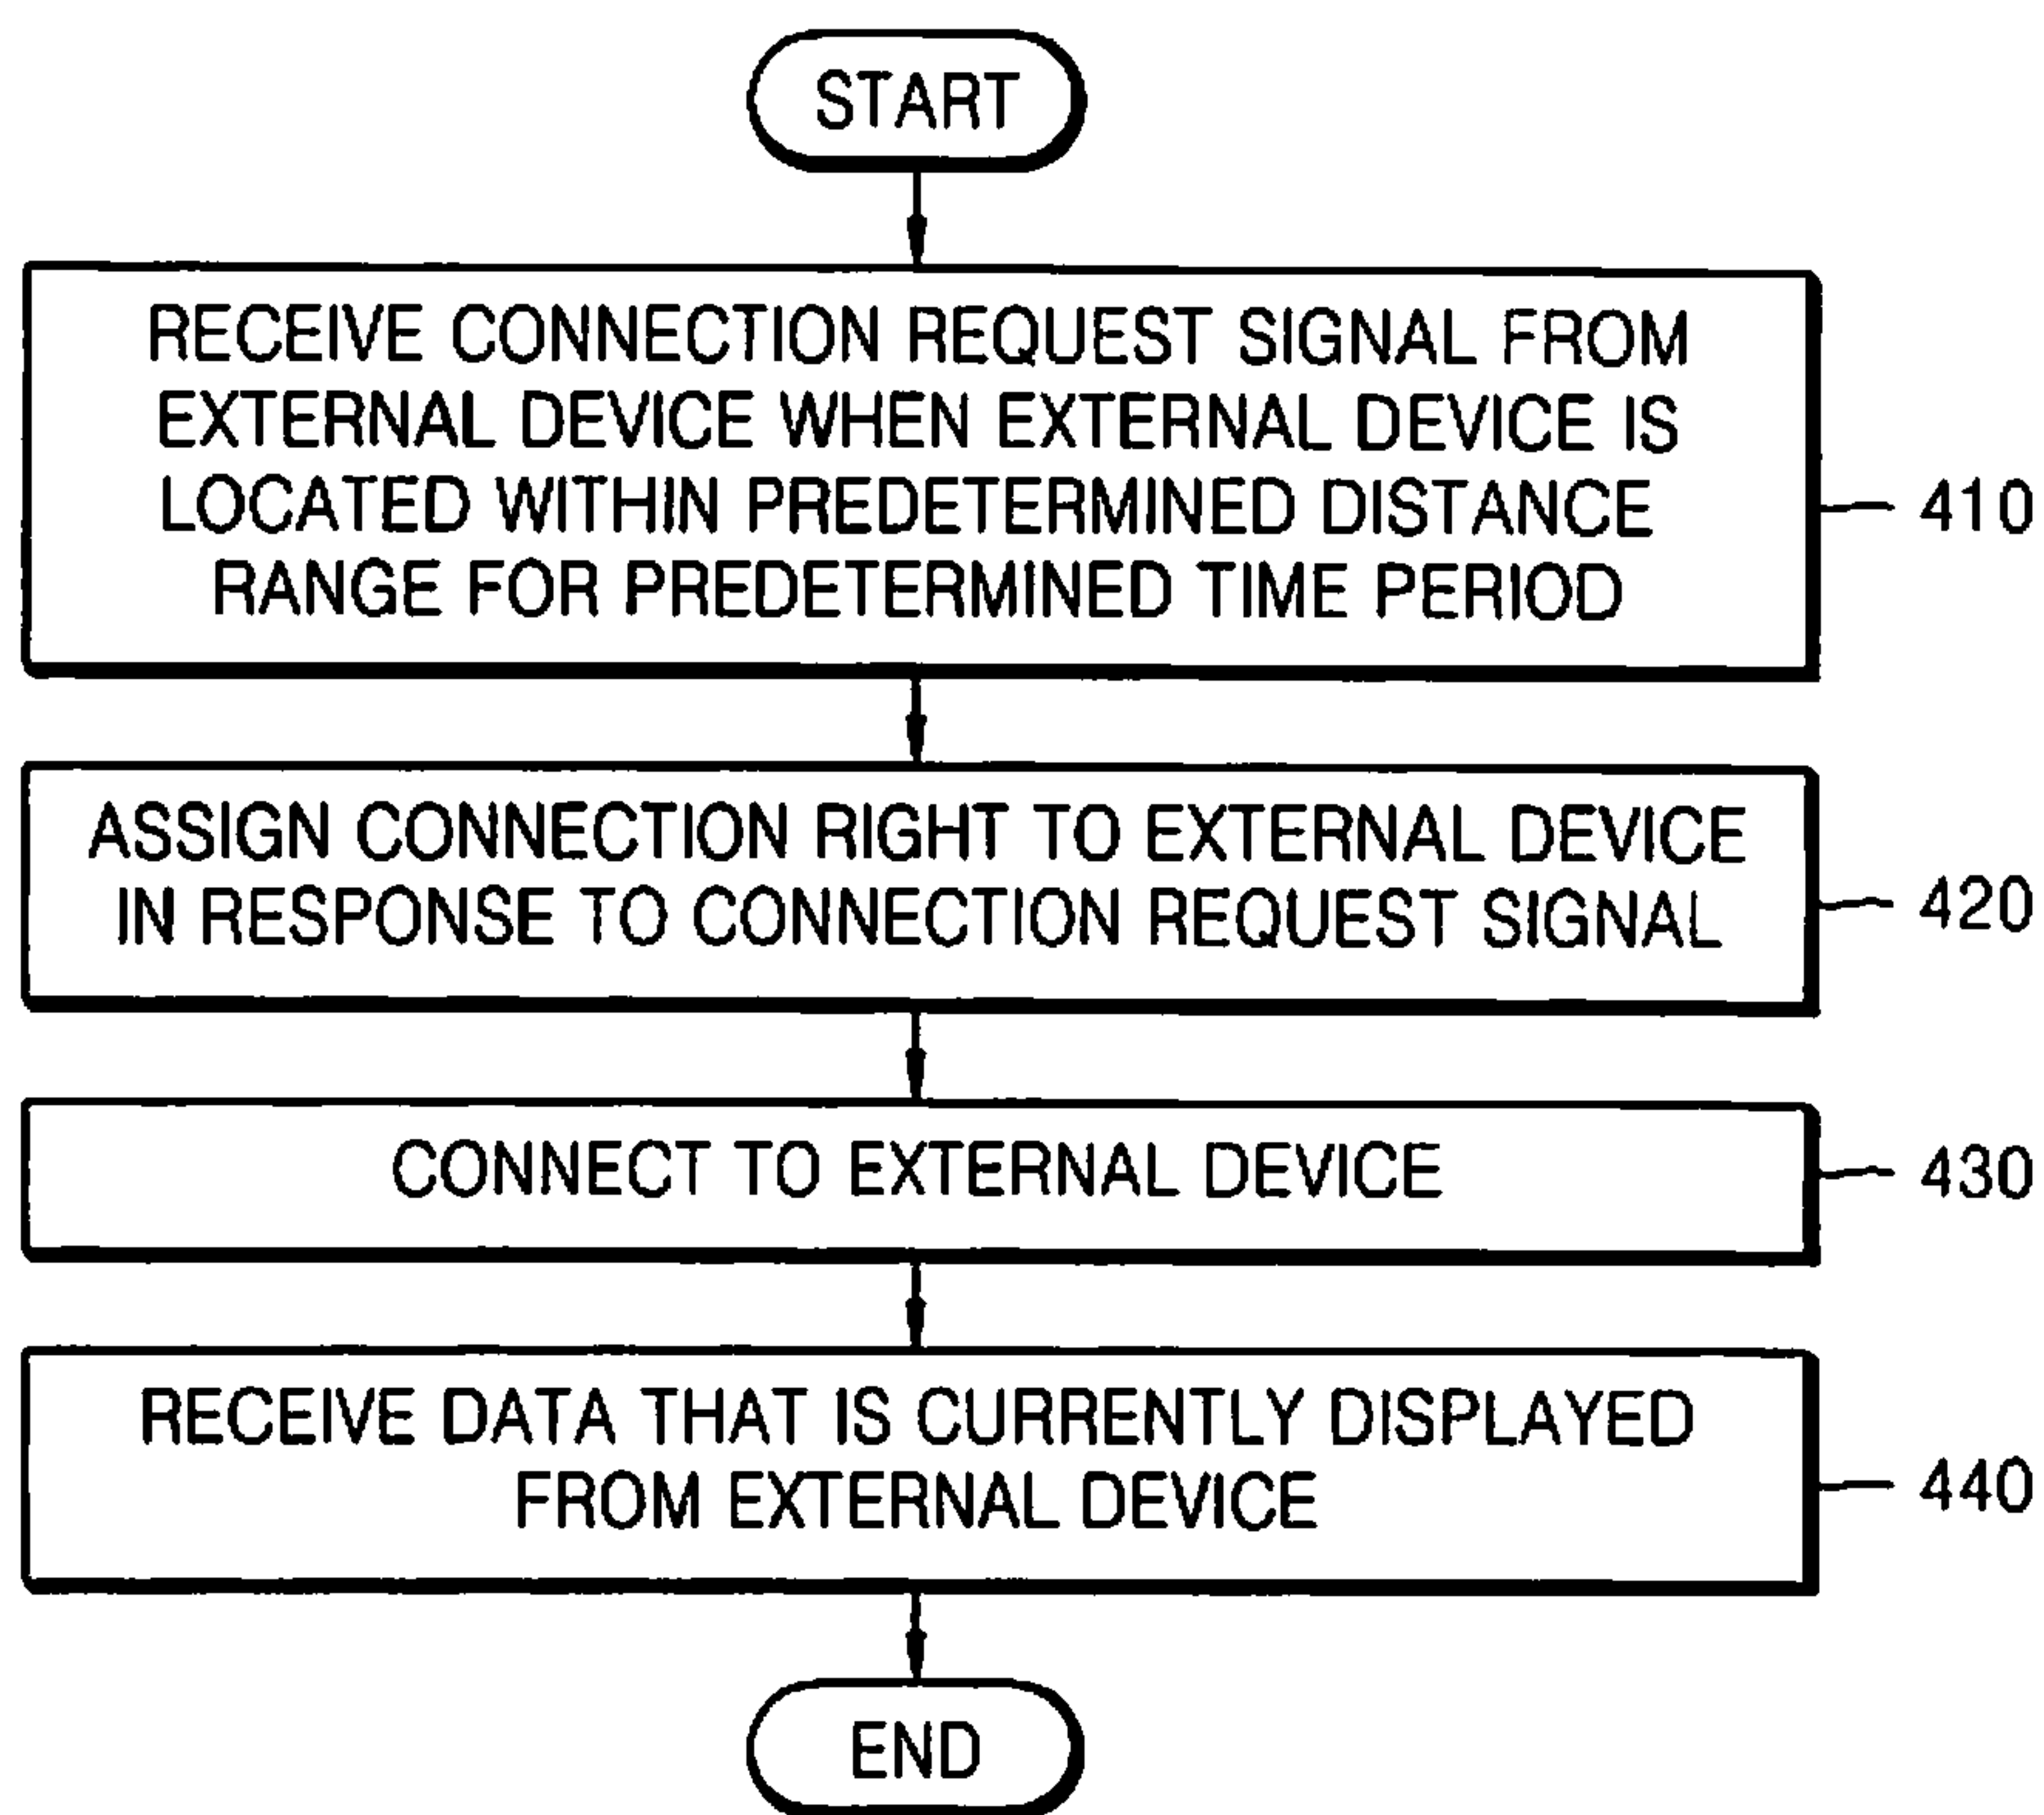 START
RECEIVE CONNECTION REQUEST SIGNAL FROM
EXTERNAL DEVICE WHEN EXTERNAL DEVICE IS
LOCATED WITHIN PREDETERMINED DISTANCE
RANGE FOR PREDETERMINED TIME PERIOD
410
ASSIGN CONNECTION RIGHT TO EXTERNAL DEVICE
IN RESPONSE TO CONNECTION REQUEST SIGNAL
420
CONNECT TO EXTERNAL DEVICE
430
RECEIVE DATA THAT IS CURRENTLY DISPLAYED
FROM EXTERNAL DEVICE
440
END